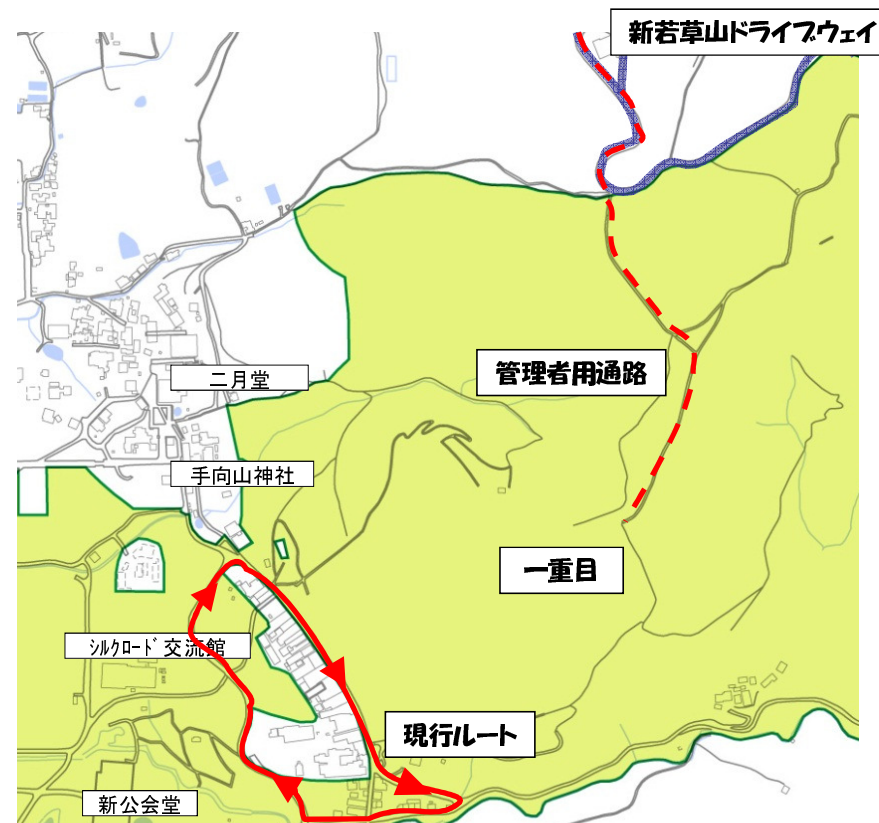 新若草山ドライブウェイ
二月堂
管理者用通路
手向山神社
一重目
シルクロード交流館
現行ルート
新公会堂